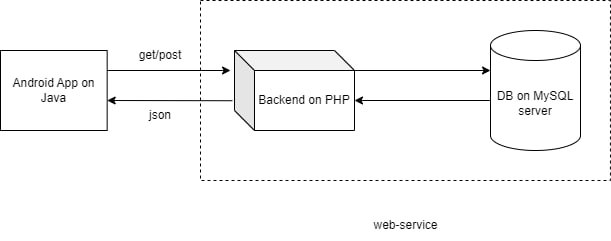 get/post
Android App on
Java
Backend on PHP
DB on MySQL
server
json
web-service